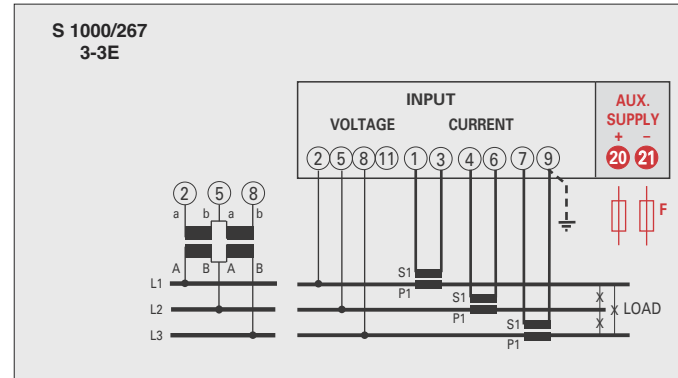 S 1000/267
3-3E
INPUT
VOLTAGE CURRENT
AUX.
SUPPLY
+ –
2 5 8 11 1 3 4 6 7 9
20 21
F
2 5 8
a b a b
A B A B
L1
L2
L3
S1
P1
S1
P1
S1
P1
X
X
X
LOAD